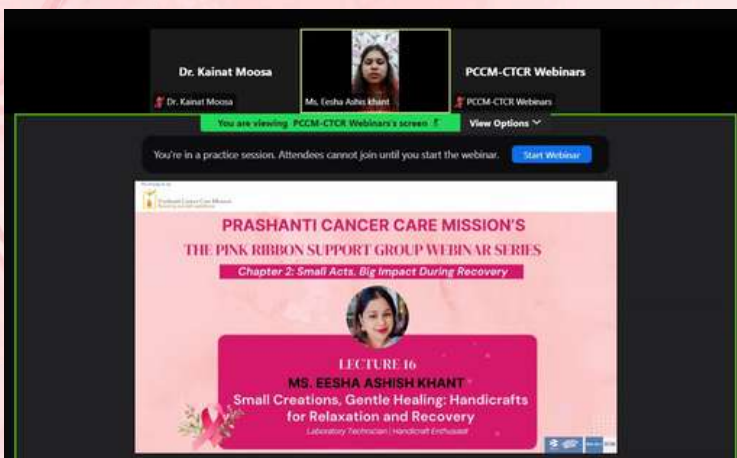 Dr. Kainat Moosa
PCCM-CTCR Webinars
Dr. Kainat Moosa
Ms. Eesha Ashis khant
PCCM-CTCR Webinars
You are viewing PCCM-CTCR Webinars's screen
View Options
You're in a practice session. Attendees cannot join until you start the webinar.
Start Webinar
Prashanti Cancer Care Mission
PRASHANTI CANCER CARE MISSION'S
THE PINK RIBBON SUPPORT GROUP WEBINAR SERIES
Chapter 2: Small Acts, Big Impact During Recovery
LECTURE 16
MS. EESHA ASHISH KHANT
Small Creations, Gentle Healing: Handicrafts
for Relaxation and Recovery
Laboratory Technician | Handicraft Enthusiast